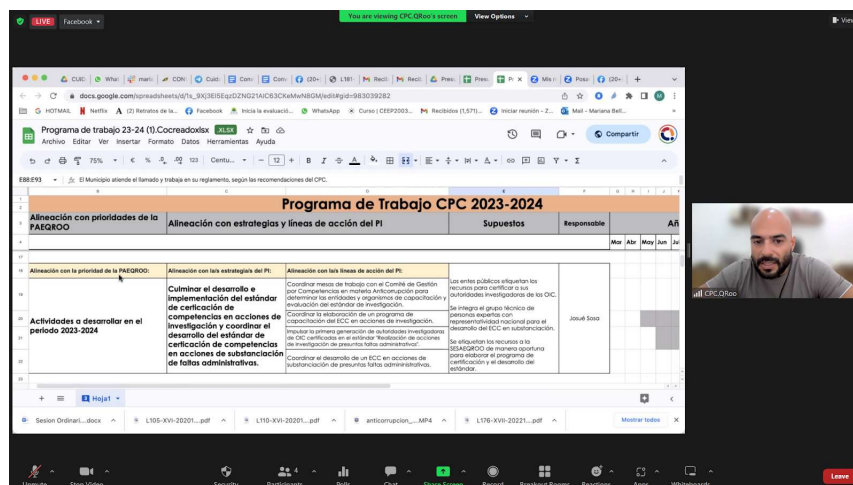 LIVE Facebook
You are viewing CPC.QRoo's screen View Options
View
docs.google.com/spreadsheets/d/1s_9Xj3EI5EqzDZNG21AIC63CKeMwN8GM/edit#gid=983039282
HOTMAIL Netflix (2) Retratos de la... Facebook Inicia la evaluació... WhatsApp Curso | CEEP2003... Recibidos (1,571)... Iniciar reunión - Z... Mail - Mariana Bell...
Programa de trabajo 23-24 (1).Cocreadoxlsx .XLSX
Archivo Editar Ver Insertar Formato Datos Herramientas Ayuda
Compartir
75% € % .0 .00 123 Centu... 12 B I A
E88:E93 fx El Municipio atiende el llamado y trabaja en su reglamento, según las recomendaciones del CPC.
Programa de Trabajo CPC 2023-2024
Alineación con prioridades de la PAEQROO
Alineación con estrategias y líneas de acción del PI
Supuestos
Responsable
Añ
Mar Abr May Jun Jul
Alineación con la prioridad de la PAEQROO:
Alineación con la/s estrategia/s del PI:
Alineación con la/s líneas de acción del PI:
Actividades a desarrollar en el
periodo 2023-2024
Culminar el desarrollo e
implementación del estándar
de certicación de
competencias en acciones de
investigación y coordinar el
desarrollo del estándar de
cerficación de competencias
en acciones de substanciación
de faltas administrativas.
Coordinar mesas de trabajo con el Comité de Gestión
por Competencias en materia Anticorrupción para
determinar las entidades y organismos de capacitación y
evaluación del estándar de investigación.
Coordinar la elaboración de un programa de
capacitación del ECC en acciones de investigación.
Impulsar la primera generación de autoridades investigadoras
de OIC certificados en el estándar "Realización de acciones
de investigación de presuntas faltas administrativas".
Coordinar el desarrollo de un ECC en acciones de
substanciación de presuntas faltas admininistrativas.
Los entes públicos etiquetan los
recursos para certificar a sus
autoridades investigadoras de los OIC.
Se integra el grupo técnico de
personas expertas con
representatividad nacional para el
desarrollo del ECC en substanciación.
Se etiquetan los recursos a la
SESAEQROO de manera oportuna
para elaborar el programa de
certificación y el desarrollo del
estándar.
Josué Sosa
Hoja1
Sesion Ordinari....docx L105-XVI-20201....pdf L110-XVI-20201....pdf anticorrupcion_....MP4 L176-XVII-20221....pdf Mostrar todos
CPC.QRoo
Unmute Stop Video Security Participants 4 Polls Chat Share Screen Record Breakout Rooms Reactions Apps Whiteboards Leave